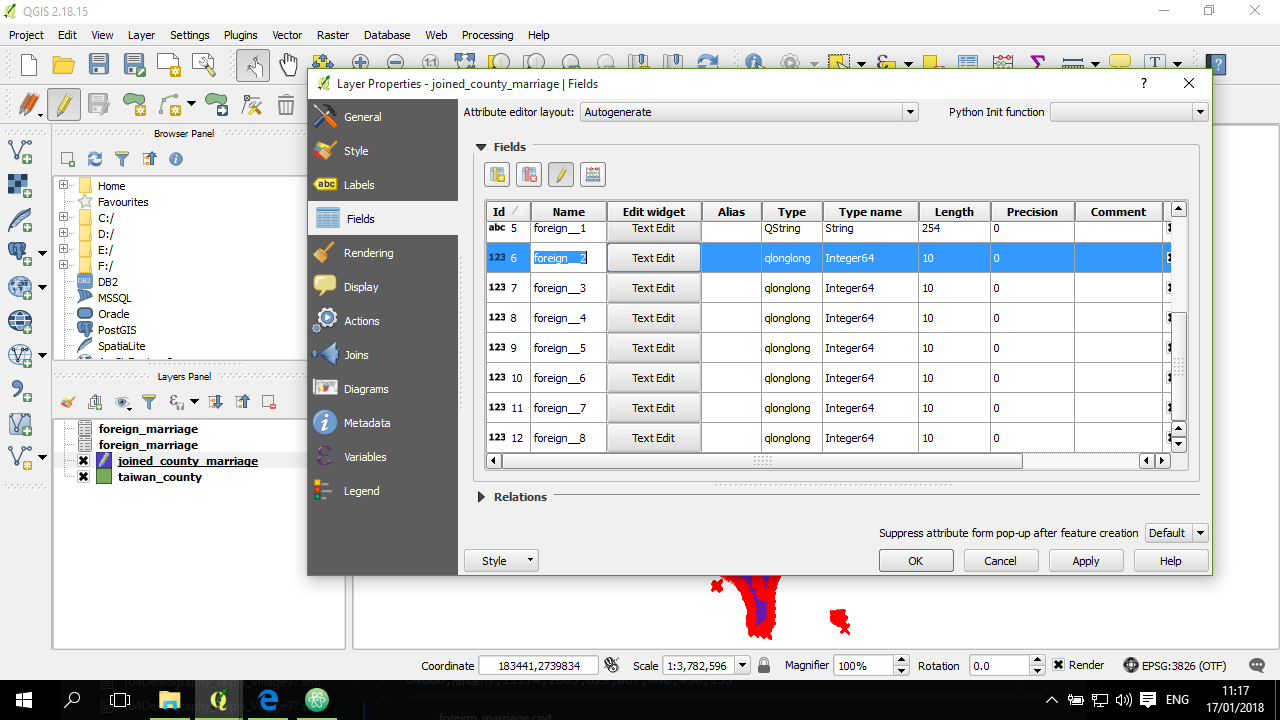 QGIS 2.18.15
Project Edit View Layer Settings Plugins Vector Raster Database Web Processing Help
Layer Properties - joined_county_marriage | Fields
General
Style
Labels
Fields
Rendering
Display
Actions
Joins
Diagrams
Metadata
Variables
Legend
Attribute editor layout: Autogenerate Python Init function
Fields
Id Name Edit widget Alias Type Type name Length Precision Comment
abc 5 foreign__1 Text Edit QString String 254 0
123 6 foreign__2 Text Edit qlonglong Integer64 10 0
123 7 foreign__3 Text Edit qlonglong Integer64 10 0
123 8 foreign__4 Text Edit qlonglong Integer64 10 0
123 9 foreign__5 Text Edit qlonglong Integer64 10 0
123 10 foreign__6 Text Edit qlonglong Integer64 10 0
123 11 foreign__7 Text Edit qlonglong Integer64 10 0
123 12 foreign__8 Text Edit qlonglong Integer64 10 0
Relations
Suppress attribute form pop-up after feature creation Default
Style OK Cancel Apply Help
Browser Panel
Home
Favourites
C:/
D:/
E:/
F:/
DB2
MSSQL
Oracle
PostGIS
SpatiaLite
Layers Panel
foreign_marriage
foreign_marriage
joined_county_marriage
taiwan_county
Coordinate 183441,2739834 Scale 1:3,782,596 Magnifier 100% Rotation 0.0 Render EPSG:3826 (OTF)
ENG
11:17
17/01/2018